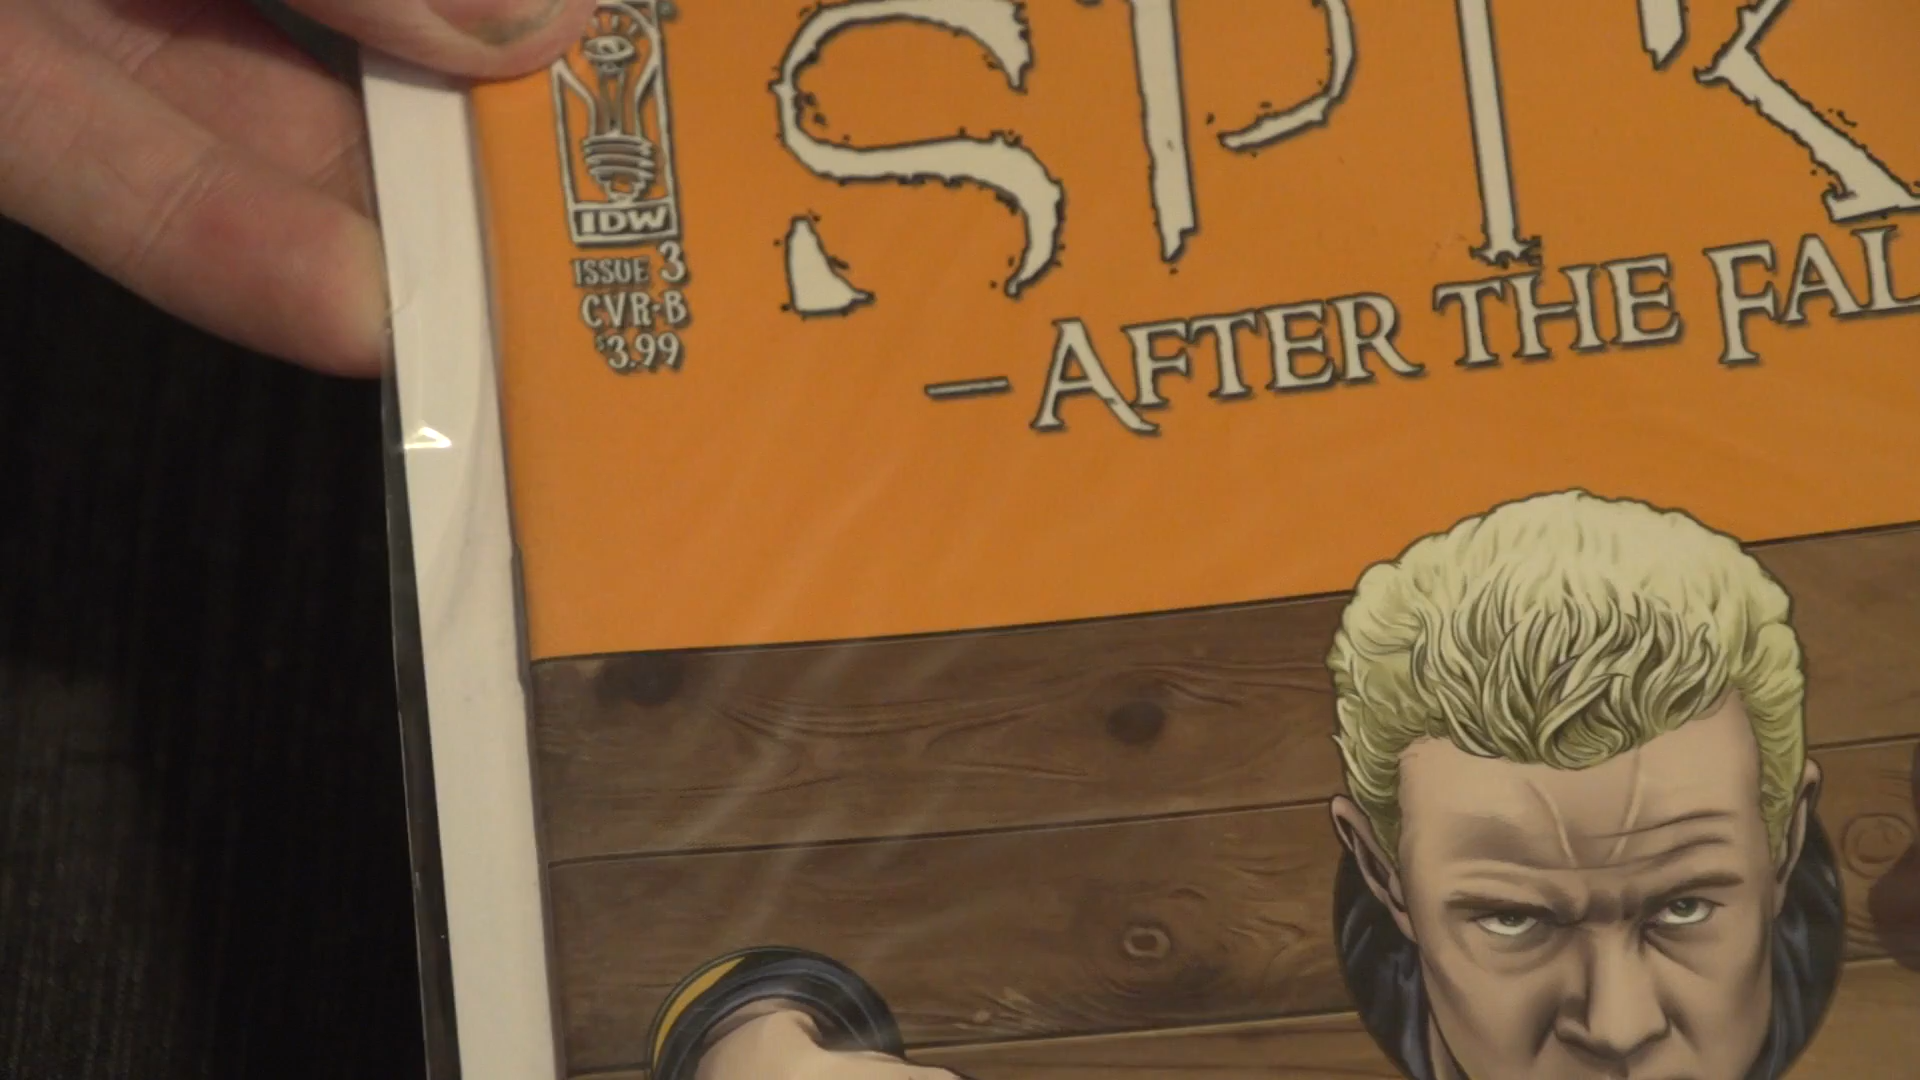 SPIK
IDW
ISSUE 3
CVR-B
$3.99
–AFTER THE FAL